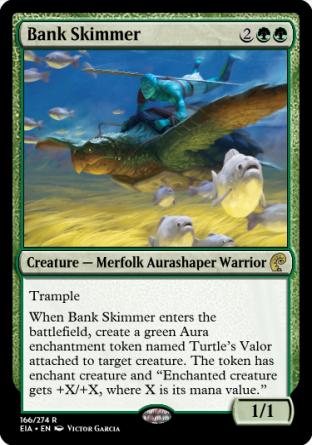 Bank Skimmer 2
Creature — Merfolk Aurashaper Warrior
Trample
When Bank Skimmer enters the
battlefield, create a green Aura
enchantment token named Turtle's Valor
attached to target creature. The token has
enchant creature and “Enchanted creature
gets +X/+X, where X is its mana value.”
1/1
166/274 R
EIA • EN Victor Garcia